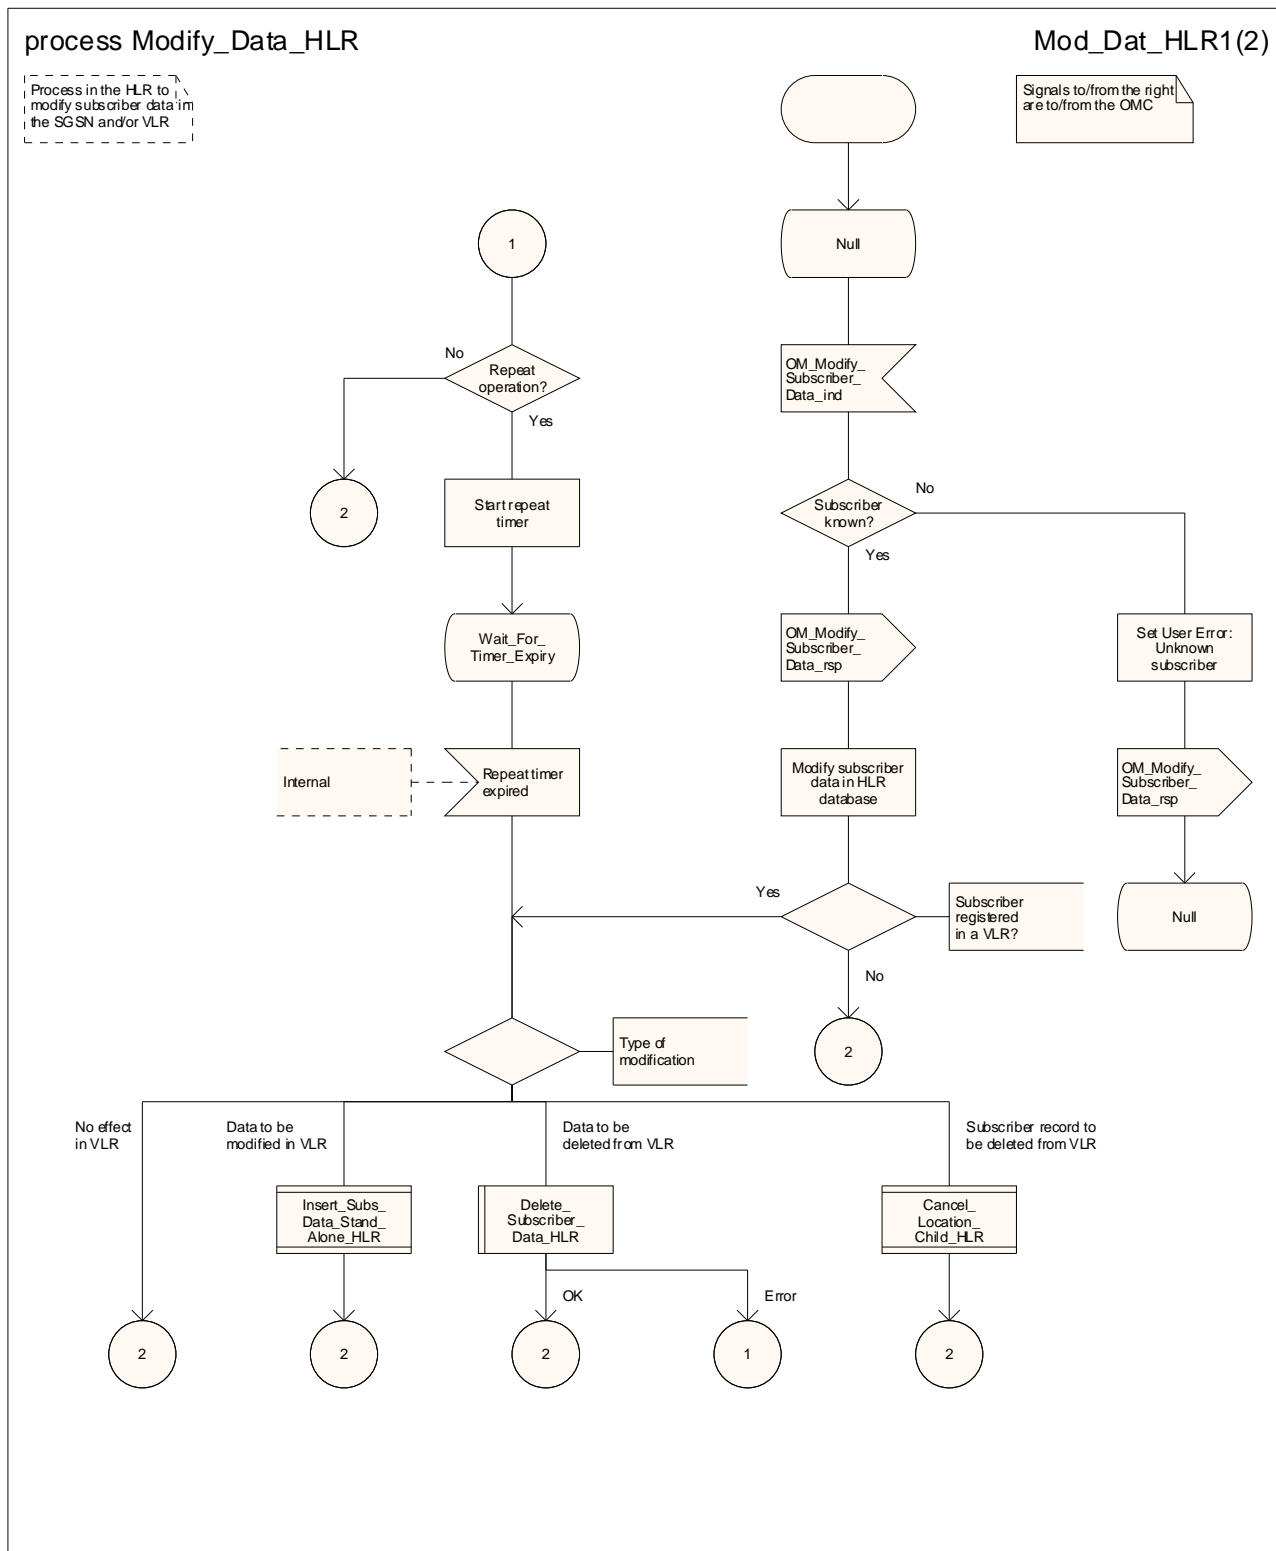 process Modify_Data_HLR
Mod_Dat_HLR1(2)
Process in the HLR to
modify subscriber data in
the SGSN and/or VLR
Signals to/from the right
are to/from the OMC
Null
1
OM_Modify_
Subscriber_
Data_ind
No
Repeat
operation?
Yes
2
Start repeat
timer
Subscriber
known?
No
Yes
Wait_For_
Timer_Expiry
OM_Modify_
Subscriber_
Data_rsp
Set User Error:
Unknown
subscriber
Internal
Repeat timer
expired
Modify subscriber
data in HLR
database
OM_Modify_
Subscriber_
Data_rsp
Yes
Subscriber
registered
in a VLR?
Null
No
2
Type of
modification
No effect
in VLR
Data to be
modified in VLR
Data to be
deleted from VLR
Subscriber record to
be deleted from VLR
Insert_Subs_
Data_Stand_
Alone_HLR
Delete_
Subscriber_
Data_HLR
Cancel_
Location_
Child_HLR
OK
Error
2
2
2
1
2